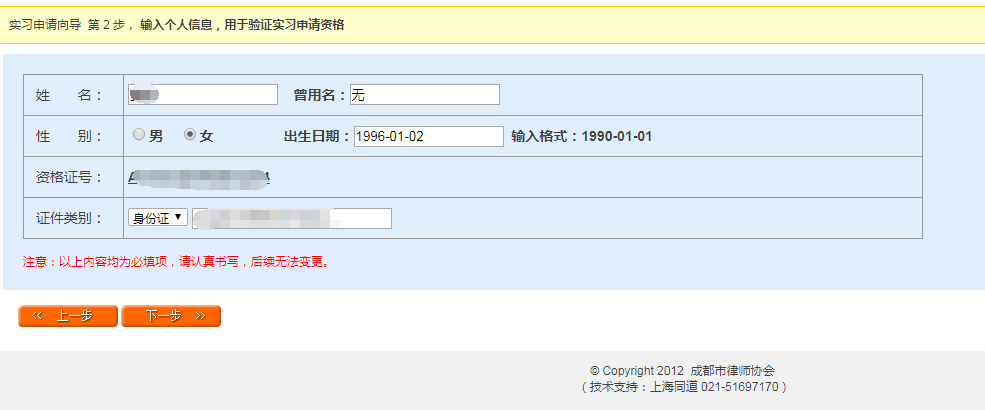 实习申请向导 第 2 步， 输入个人信息，用于验证实习申请资格
姓 名： 曾用名：无
性 别： 男 女 出生日期：1996-01-02 输入格式：1990-01-01
资格证号：
证件类别： 身份证
注意：以上内容均为必填项，请认真书写，后续无法变更。
<< 上一步 下一步 >>
© Copyright 2012 成都市律师协会
（ 技术支持：上海同道 021-51697170 ）